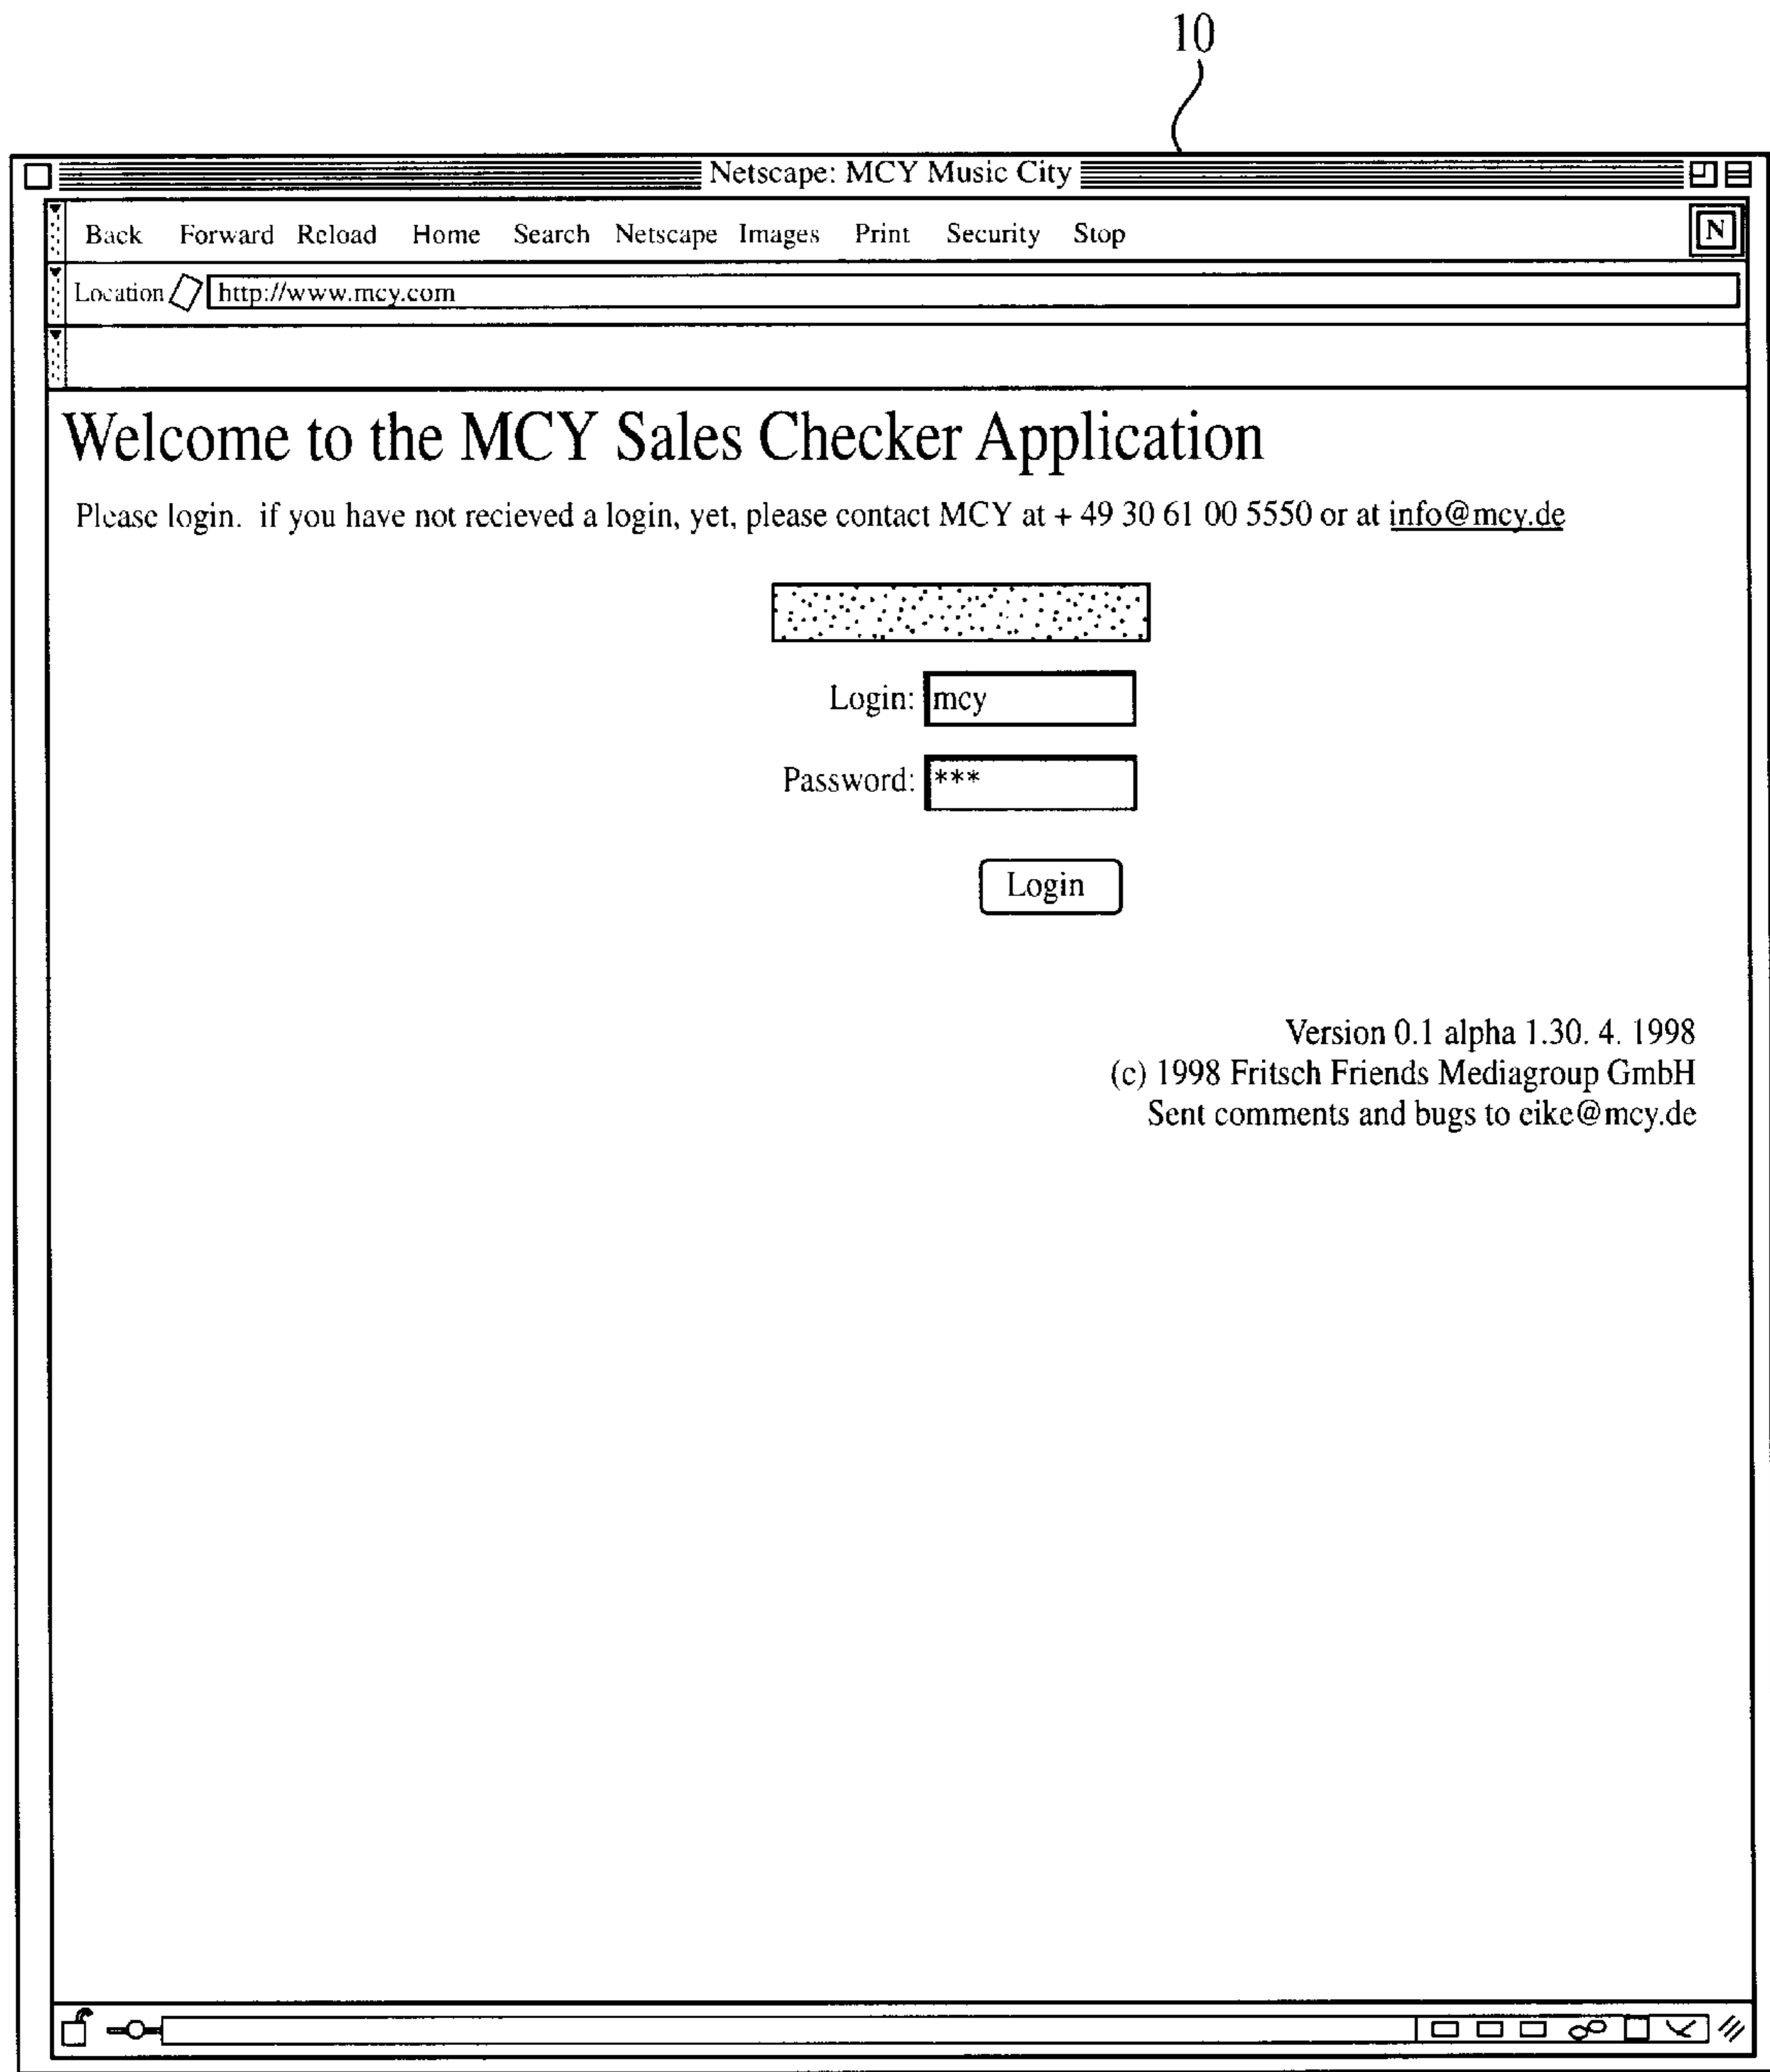 10
Netscape: MCY Music City
Back Forward Reload Home Search Netscape Images Print Security Stop
N
Location http://www.mcy.com
Welcome to the MCY Sales Checker Application
Please login. if you have not recieved a login, yet, please contact MCY at + 49 30 61 00 5550 or at info@mcy.de
Login: mcy
Password: ***
Login
Version 0.1 alpha 1.30. 4. 1998
(c) 1998 Fritsch Friends Mediagroup GmbH
Sent comments and bugs to eike@mcy.de